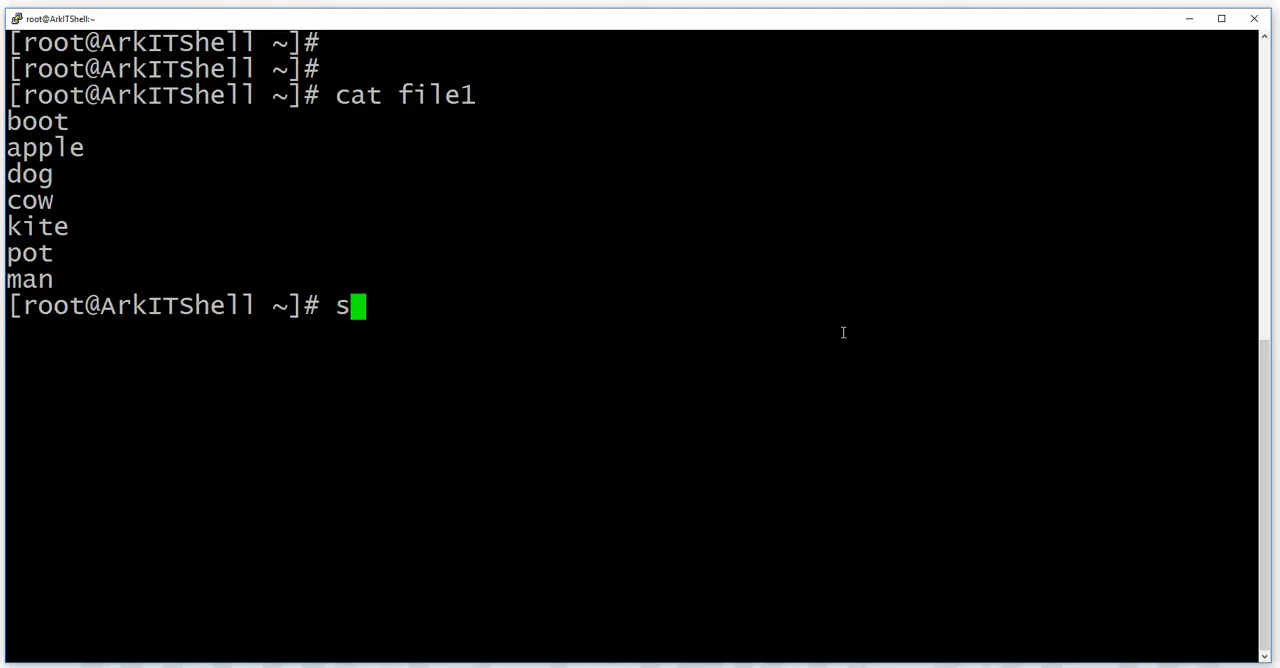 root@ArkITShell:~
[root@ArkITShell ~]#
[root@ArkITShell ~]#
[root@ArkITShell ~]# cat file1
boot
apple
dog
cow
kite
pot
man
[root@ArkITShell ~]# s